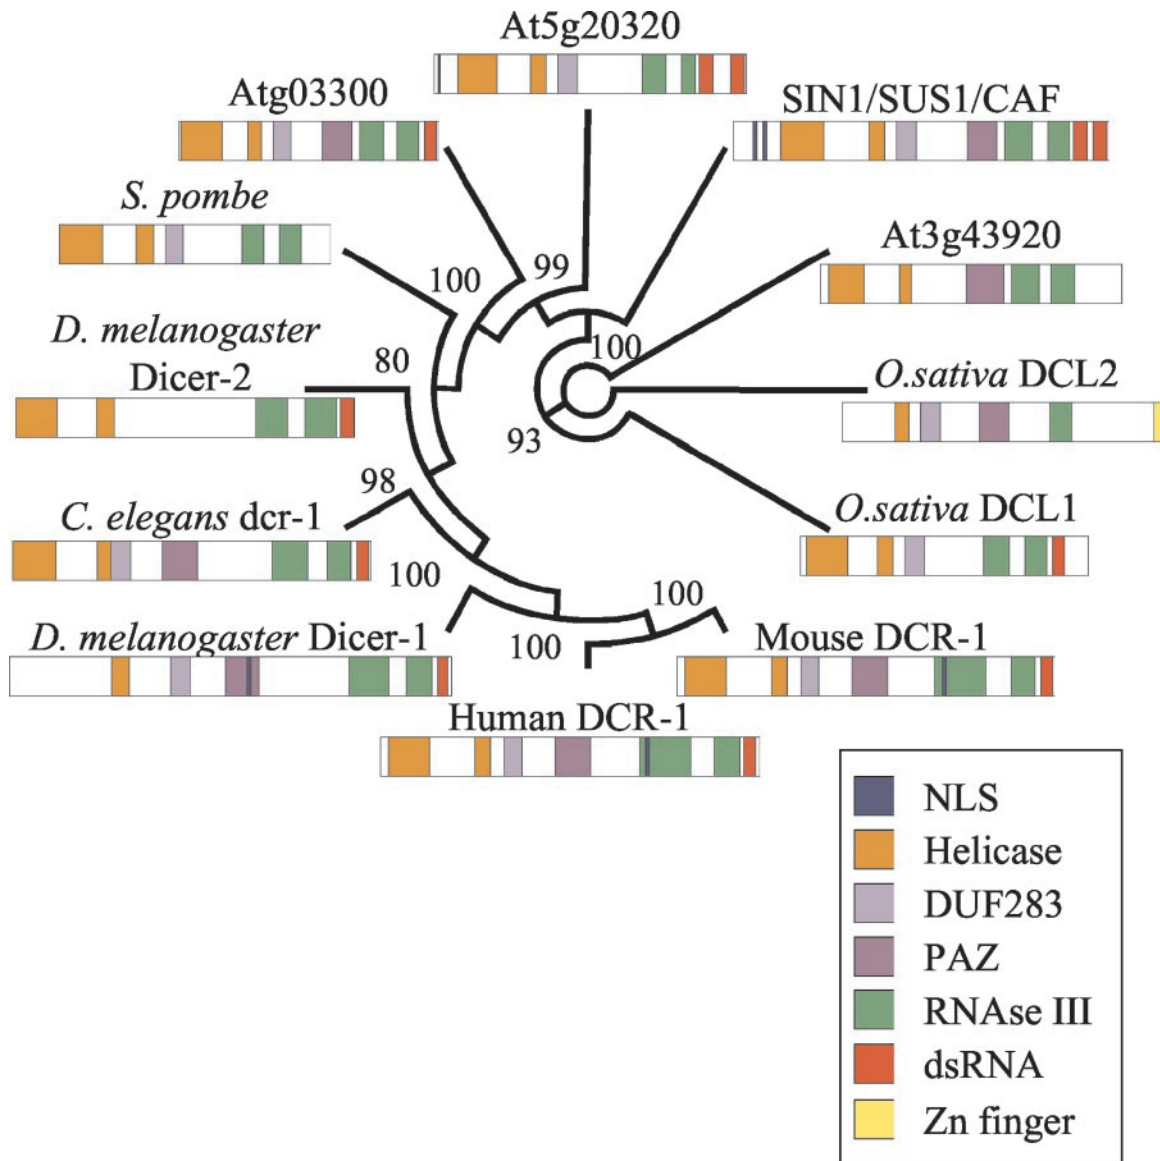 At5g20320
Atg03300
SIN1/SUS1/CAF
S. pombe
At3g43920
100
99
D. melanogaster
Dicer-2
80
100
O.sativa DCL2
93
98
C. elegans dcr-1
O.sativa DCL1
100
100
D. melanogaster Dicer-1
100
Mouse DCR-1
Human DCR-1
NLS
Helicase
DUF283
PAZ
RNAse III
dsRNA
Zn finger